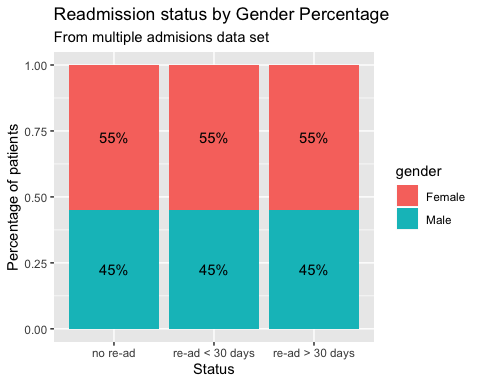 Readmission status by Gender Percentage
From multiple admisions data set
Percentage of patients
1.00
0.75
0.50
0.25
0.00
55%
55%
55%
45%
45%
45%
no re-ad
re-ad < 30 days
re-ad > 30 days
Status
gender
Female
Male